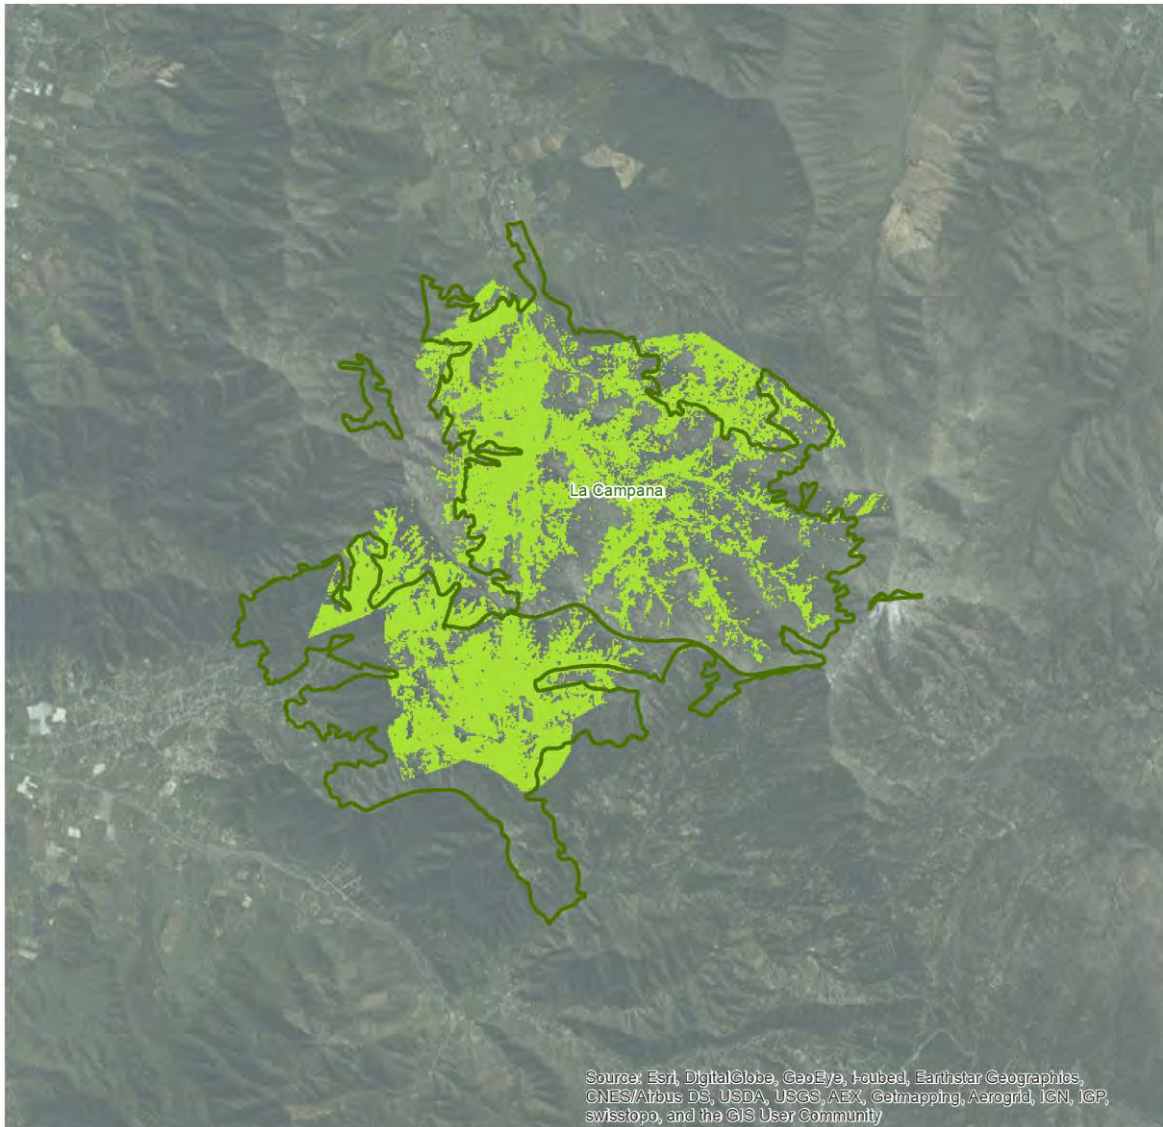 La Campana
Source: Esri, DigitalGlobe, GeoEye, i-cubed, Earthstar Geographics,
CNES/Airbus DS, USDA, USGS, AEX, Getmapping, Aerogrid, IGN, IGP,
swisstopo, and the GIS User Community